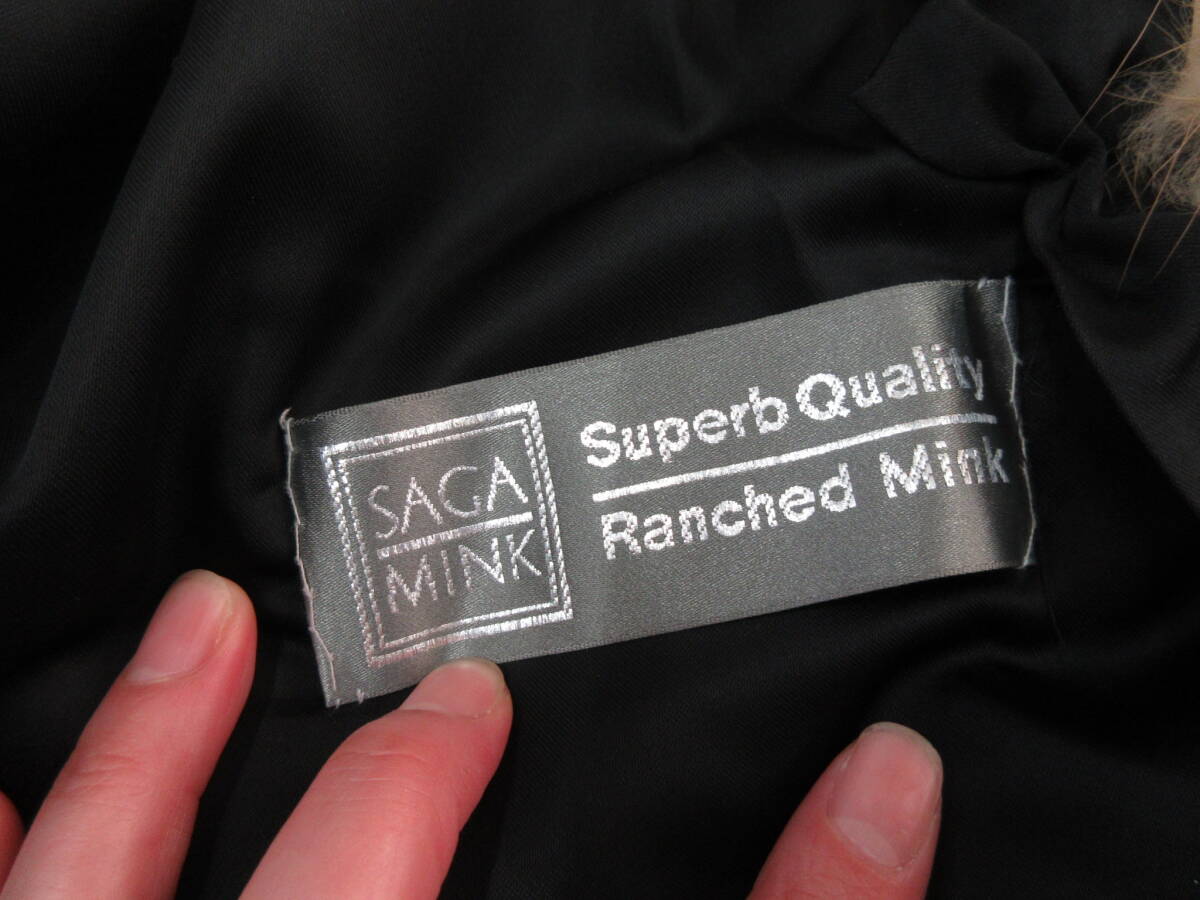 SAGA
MINK
Superb Quality
Ranched Mink